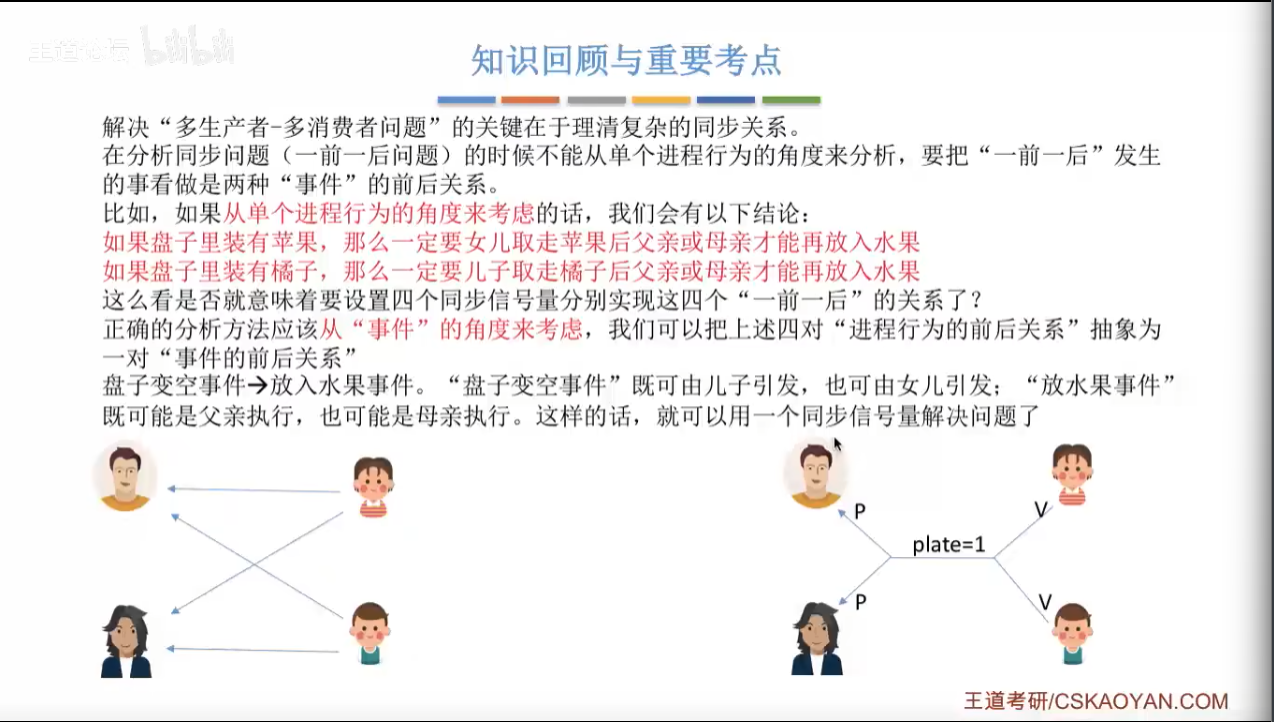 王道论坛 bilibili
知识回顾与重要考点
解决“多生产者-多消费者问题”的关键在于理清复杂的同步关系。
在分析同步问题（一前一后问题）的时候不能从单个进程行为的角度来分析，要把“一前一后”发生
的事看做是两种“事件”的前后关系。
比如，如果从单个进程行为的角度来考虑的话，我们会有以下结论：
如果盘子里装有苹果，那么一定要女儿取走苹果后父亲或母亲才能再放入水果
如果盘子里装有橘子，那么一定要儿子取走橘子后父亲或母亲才能再放入水果
这么看是否就意味着要设置四个同步信号量分别实现这四个“一前一后”的关系了？
正确的分析方法应该从“事件”的角度来考虑，我们可以把上述四对“进程行为的前后关系”抽象为
一对“事件的前后关系”
盘子变空事件→放入水果事件。“盘子变空事件”既可由儿子引发，也可由女儿引发；“放水果事件”
既可能是父亲执行，也可能是母亲执行。这样的话，就可以用一个同步信号量解决问题了
P
V
plate=1
P
V
王道考研/CSKAOYAN.COM